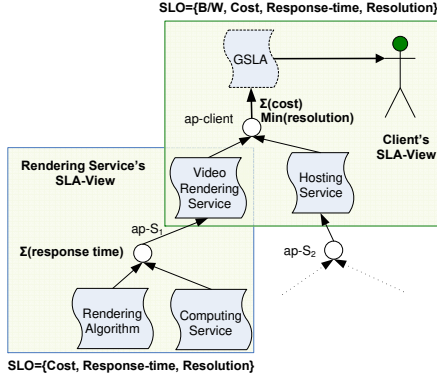 SLO={B/W, Cost, Response-time, Resolution}
GSLA
ap-client
Σ(cost)
Min(resolution)
Client's
SLA-View
Rendering Service's
SLA-View
Video
Rendering
Service
Hosting
Service
ap-S1
ap-S2
Σ(response time)
Rendering
Algorithm
Computing
Service
SLO={Cost, Response-time, Resolution}